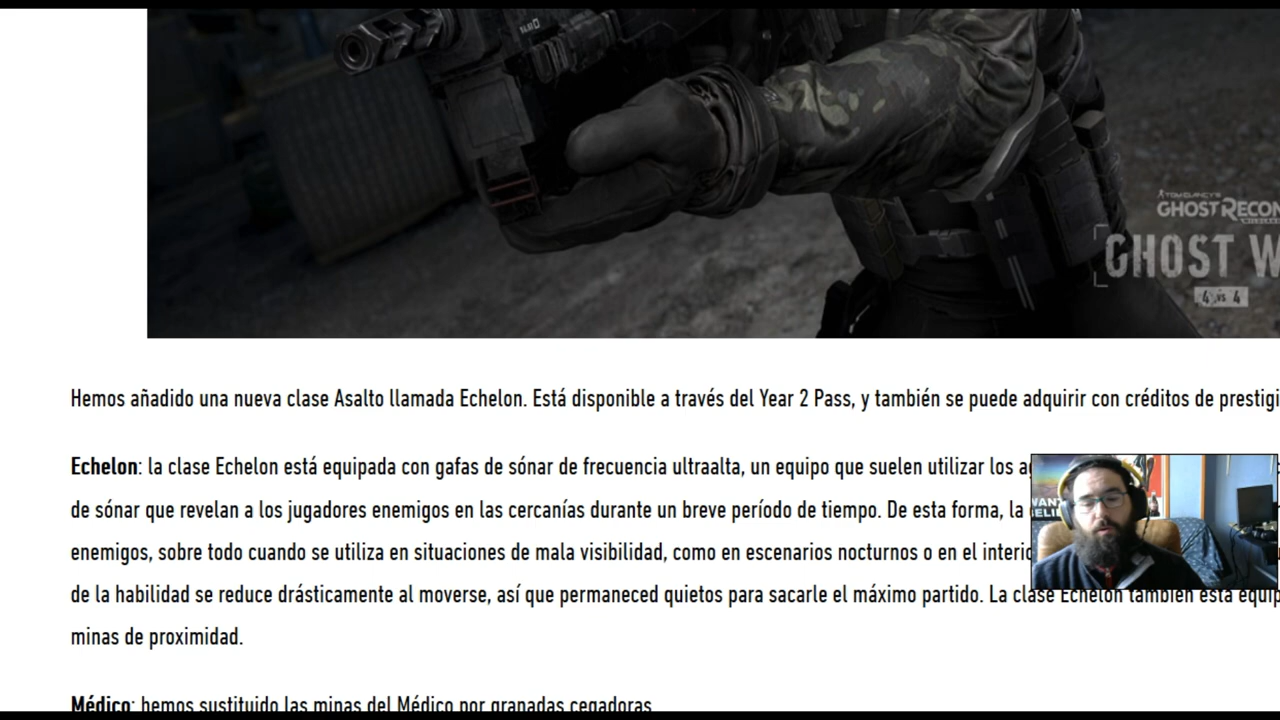 TOM CLANCY'S
GHOST RECON
GHOST W
4 vs 4
Hemos añadido una nueva clase Asalto llamada Echelon. Está disponible a través del Year 2 Pass, y también se puede adquirir con créditos de prestigi
Echelon: la clase Echelon está equipada con gafas de sónar de frecuencia ultraalta, un equipo que suelen utilizar los a
de sónar que revelan a los jugadores enemigos en las cercanías durante un breve período de tiempo. De esta forma, la
enemigos, sobre todo cuando se utiliza en situaciones de mala visibilidad, como en escenarios nocturnos o en el interi
de la habilidad se reduce drásticamente al moverse, así que permaneced quietos para sacarle el máximo partido. La clase Echelon también está equip
minas de proximidad.
Médico: hemos sustituido las minas del Médico por granadas cegadoras
WANT